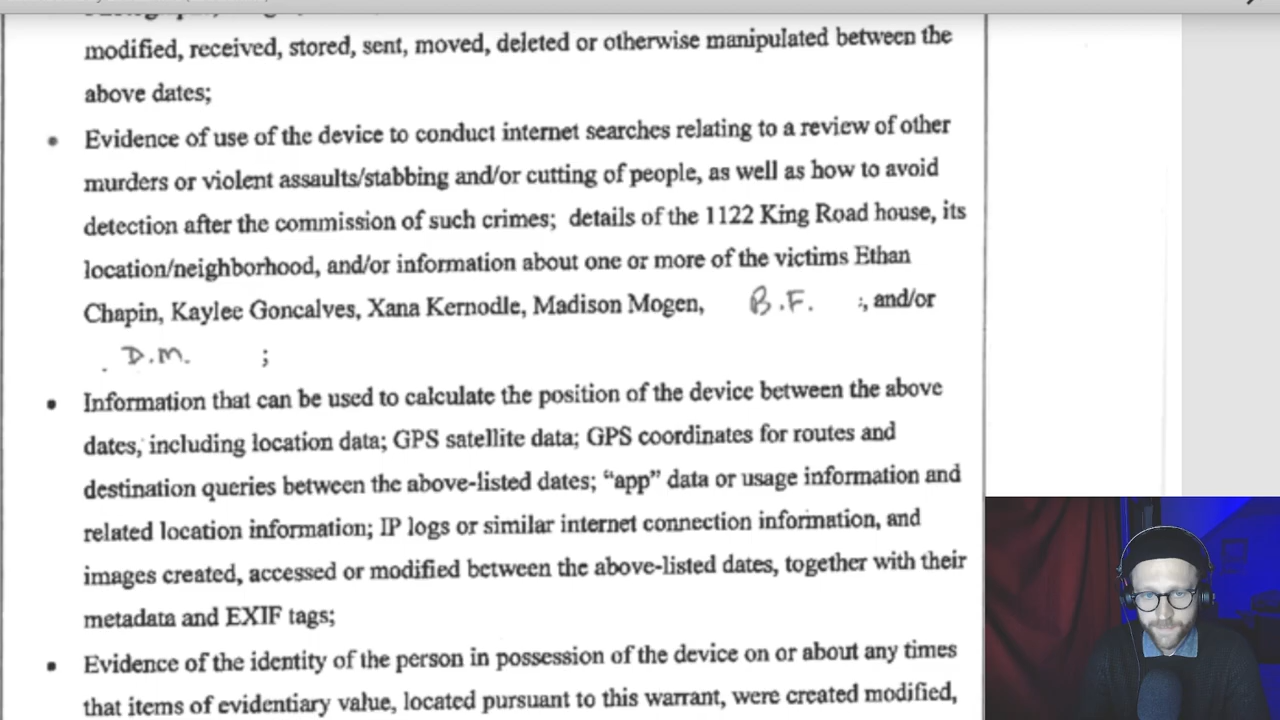 modified, received, stored, sent, moved, deleted or otherwise manipulated between the
above dates;
• Evidence of use of the device to conduct internet searches relating to a review of other
murders or violent assaults/stabbing and/or cutting of people, as well as how to avoid
detection after the commission of such crimes; details of the 1122 King Road house, its
location/neighborhood, and/or information about one or more of the victims Ethan
Chapin, Kaylee Goncalves, Xana Kernodle, Madison Mogen, B.F. ;, and/or
D.M. ;
• Information that can be used to calculate the position of the device between the above
dates, including location data; GPS satellite data; GPS coordinates for routes and
destination queries between the above-listed dates; “app” data or usage information and
related location information; IP logs or similar internet connection information, and
images created, accessed or modified between the above-listed dates, together with their
metadata and EXIF tags;
• Evidence of the identity of the person in possession of the device on or about any times
that items of evidentiary value, located pursuant to this warrant, were created modified,